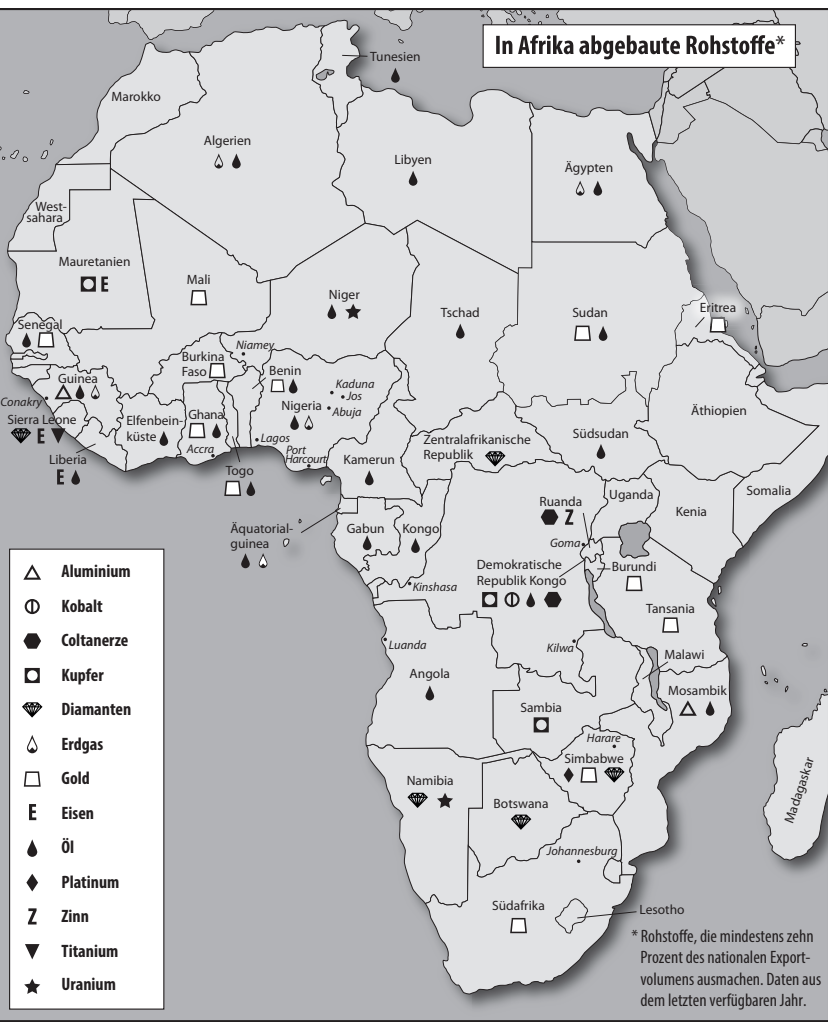 In Afrika abgebaute Rohstoffe*
Tunesien
Marokko
Algerien
Libyen
Ägypten
West-
sahara
Mauretanien
E
Mali
Niger
Tschad
Sudan
Eritrea
Senegal
Niamey
Burkina
Faso
Benin
Kaduna
Jos
Abuja
Guinea
Conakry
Nigeria
Äthiopien
Sierra Leone
E
Elfenbein-
küste
Ghana
Accra
Lagos
Port
Harcourt
Zentralafrikanische
Republik
Südsudan
Liberia
E
Togo
Kamerun
Somalia
Uganda
Kenia
Ruanda
Z
Äquatorial-
guinea
Gabun
Kongo
Goma
Demokratische
Republik Kongo
Burundi
Kinshasa
Tansania
Luanda
Kilwa
Malawi
Angola
Mosambik
Sambia
Harare
Simbabwe
Namibia
Botswana
Madagaskar
Johannesburg
Südafrika
Lesotho
Aluminium
Kobalt
Coltanerze
Kupfer
Diamanten
Erdgas
Gold
E Eisen
Öl
Platinum
Z Zinn
Titanium
Uranium
* Rohstoffe, die mindestens zehn
Prozent des nationalen Export-
volumens ausmachen. Daten aus
dem letzten verfügbaren Jahr.